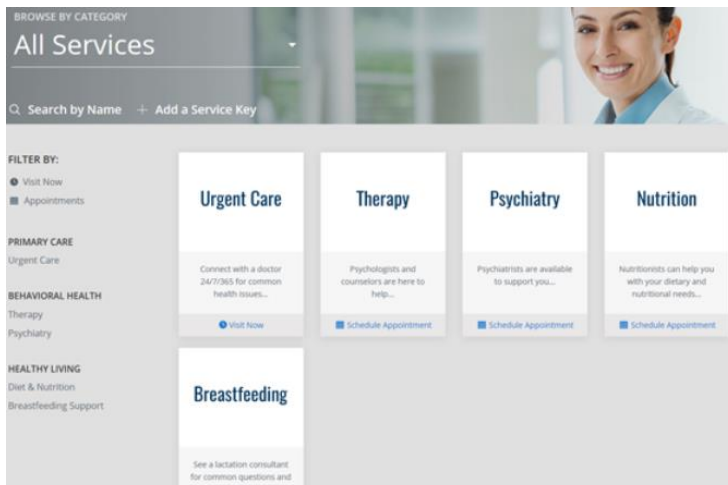 BROWSE BY CATEGORY
All Services
Search by Name
Add a Service Key
FILTER BY:
Visit Now
Appointments
PRIMARY CARE
Urgent Care
BEHAVIORAL HEALTH
Therapy
Psychiatry
HEALTHY LIVING
Diet & Nutrition
Breastfeeding Support
Urgent Care
Connect with a doctor
24/7/365 for common
health issues...
Visit Now
Therapy
Psychologists and
counselors are here to
help...
Schedule Appointment
Psychiatry
Psychiatrists are available
to support you...
Schedule Appointment
Nutrition
Nutritionists can help you
with your dietary and
nutritional needs...
Schedule Appointment
Breastfeeding
See a lactation consultant
for common questions and